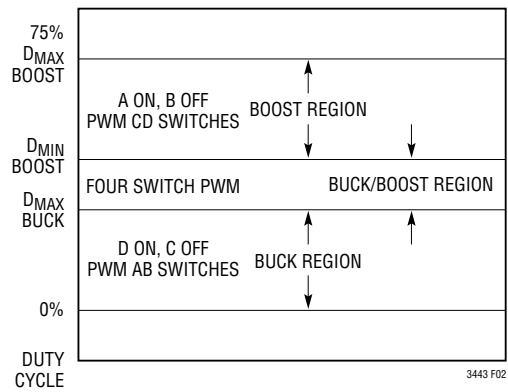 75%
DMAX
BOOST
A ON, B OFF
PWM CD SWITCHES
BOOST REGION
DMIN
BOOST
FOUR SWITCH PWM
BUCK/BOOST REGION
DMAX
BUCK
D ON, C OFF
PWM AB SWITCHES
BUCK REGION
0%
DUTY
CYCLE
3443 F02